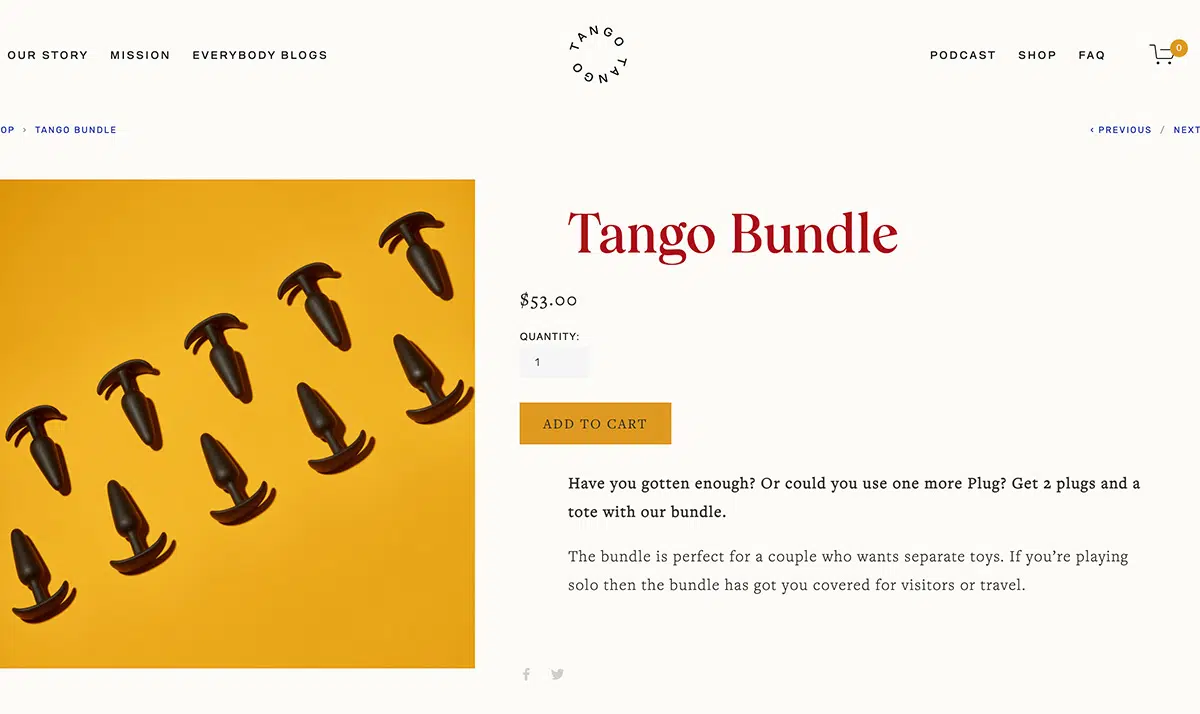 OUR STORY MISSION EVERYBODY BLOGS
TANGO TANGO
PODCAST SHOP FAQ
0
OP › TANGO BUNDLE
‹ PREVIOUS / NEXT
Tango Bundle
$53.00
QUANTITY:
1
ADD TO CART
Have you gotten enough? Or could you use one more Plug? Get 2 plugs and a
tote with our bundle.
The bundle is perfect for a couple who wants separate toys. If you’re playing
solo then the bundle has got you covered for visitors or travel.